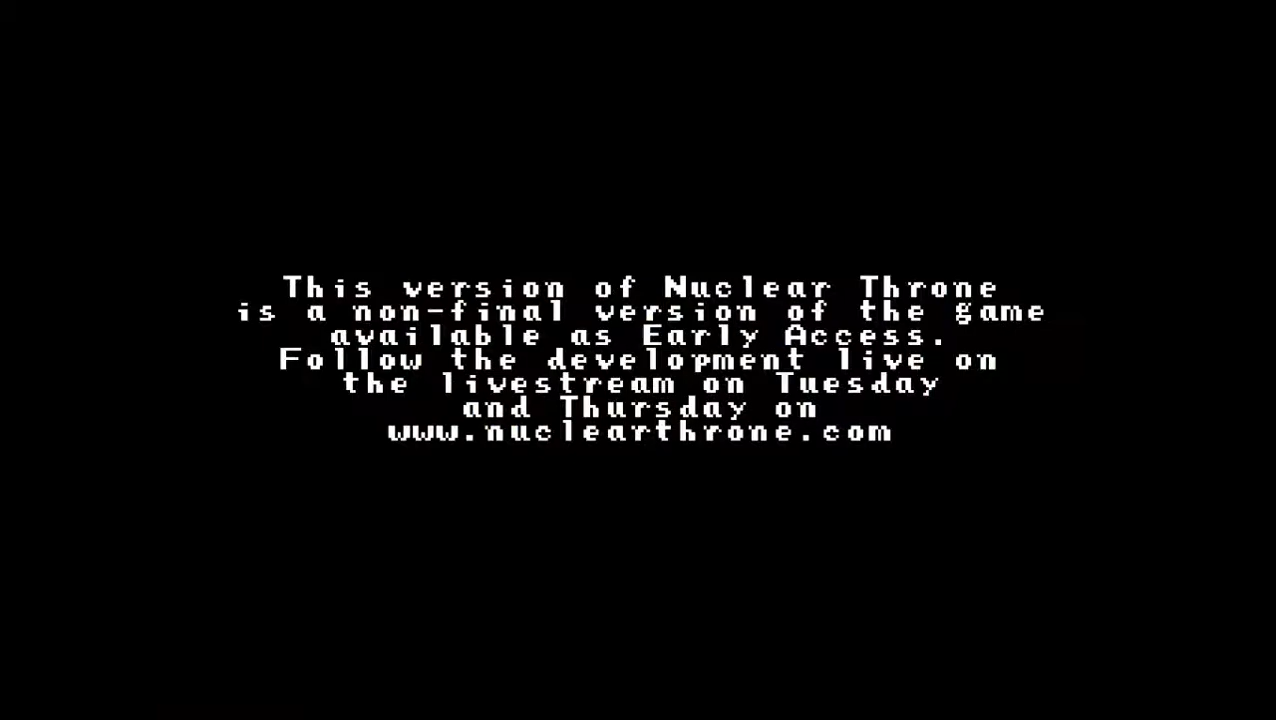 This version of Nuclear Throne
is a non-final version of the game
available as Early Access.
Follow the development live on
the livestream on Tuesday
and Thursday on
www.nuclearthrone.com